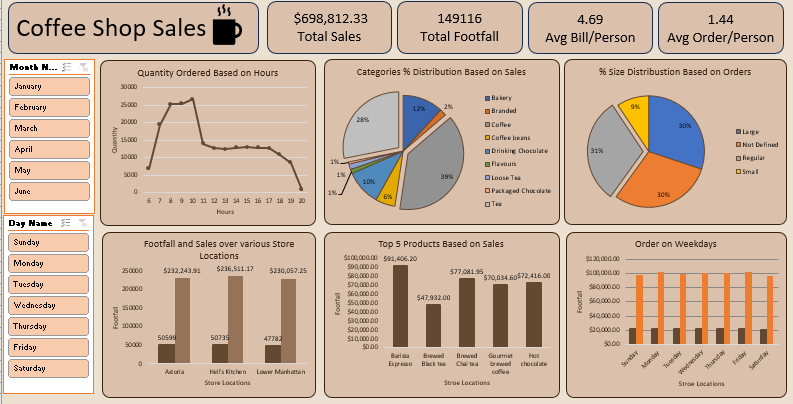 Coffee Shop Sales
$698,812.33
Total Sales
149116
Total Footfall
4.69
Avg Bill/Person
1.44
Avg Order/Person
Month N...
January
February
March
April
May
June
Day Name
Sunday
Monday
Tuesday
Wednesday
Thursday
Friday
Saturday
Quantity Ordered Based on Hours
30000
25000
20000
15000
10000
5000
0
Quantity
6 7 8 9 10 11 12 13 14 15 16 17 18 19 20
Hours
Categories % Distribution Based on Sales
12%
2%
39%
6%
10%
1%
1%
1%
28%
Bakery
Branded
Coffee
Coffee beans
Drinking Chocolate
Flavours
Loose Tea
Packaged Chocolate
Tea
% Size Distribustion Based on Orders
30%
30%
31%
9%
Large
Not Defined
Regular
Small
Footfall and Sales over various Store
Locations
250000
200000
150000
100000
50000
0
Footfall
$232,243.91
$236,511.17
$230,057.25
50599
50735
47782
Astoria
Hell's Kitchen
Lower Manhattan
Store Locations
Top 5 Products Based on Sales
$100,000.00
$90,000.00
$80,000.00
$70,000.00
$60,000.00
$50,000.00
$40,000.00
$30,000.00
$20,000.00
$10,000.00
$0.00
Footfall
$91,406.20
$47,932.00
$77,081.95
$70,034.60
$72,416.00
Barista
Espresso
Brewed
Black tea
Brewed
Chai tea
Gourmet
brewed
coffee
Hot
chocolate
Stroe Locations
Order on Weekdays
$120,000.00
$100,000.00
$80,000.00
$60,000.00
$40,000.00
$20,000.00
$0.00
Footfall
Sunday
Monday
Tuesday
Wednesday
Thursday
Friday
Saturday
Stroe Locations